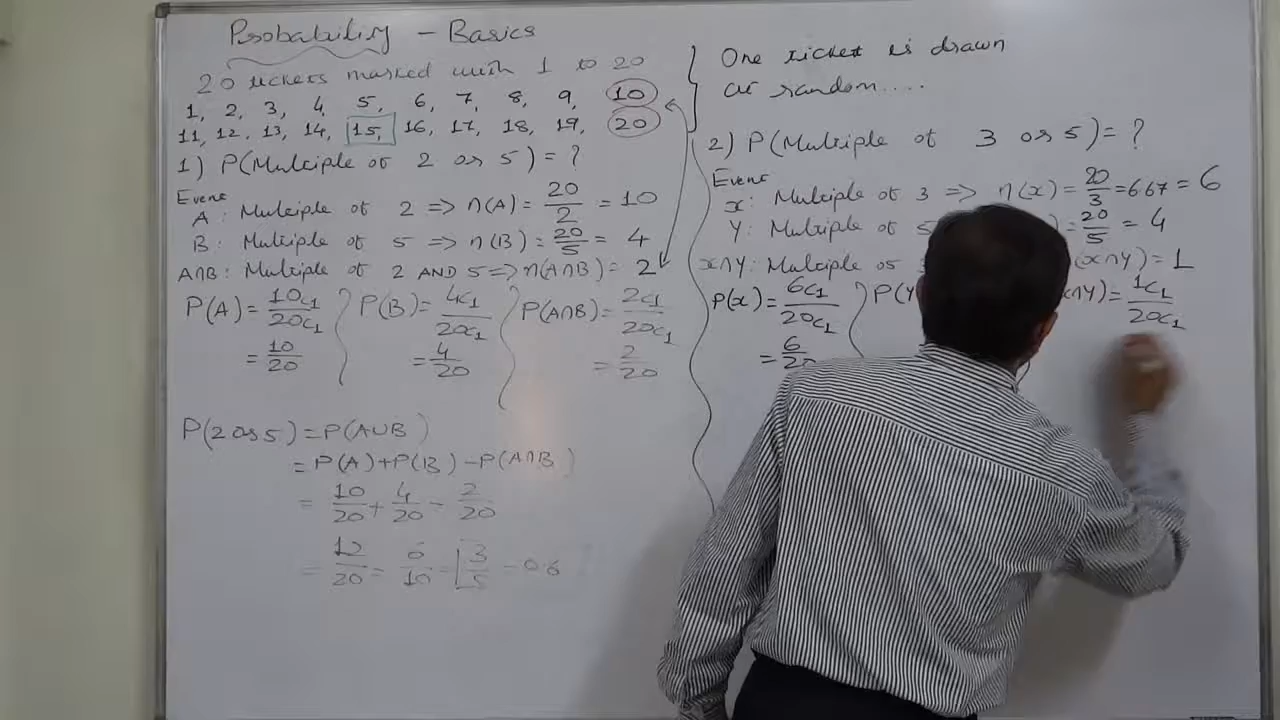 Probability - Basics
20 tickets marked with 1 to 20
1, 2, 3, 4, 5, 6, 7, 8, 9, 10
11, 12, 13, 14, 15, 16, 17, 18, 19, 20
1) P(Multiple of 2 or 5) = ?
Event
A : Multiple of 2 => n(A) = 20/2 = 10
B : Multiple of 5 => n(B) = 20/5 = 4
A∩B : Multiple of 2 AND 5 => n(A∩B) = 2
P(A) = 10c1/20c1 P(B) = 4c1/20c1 P(A∩B) = 2c1/20c1
= 10/20 = 4/20 = 2/20
P(2 or 5) = P(A∪B)
= P(A) + P(B) - P(A∩B)
= 10/20 + 4/20 - 2/20
= 12/20 = 6/10 = 3/5 = 0.6
One ticket is drawn
at random....
2) P(Multiple of 3 or 5) = ?
Event
x : Multiple of 3 => n(x) = 20/3 = 6.67 = 6
Y : Multiple of 5 = 20/5 = 4
x∩Y : Multiple of (x∩Y) = 1
P(x) = 6c1/20c1 P(Y ∩Y) = 1c1/20c1
= 6/20